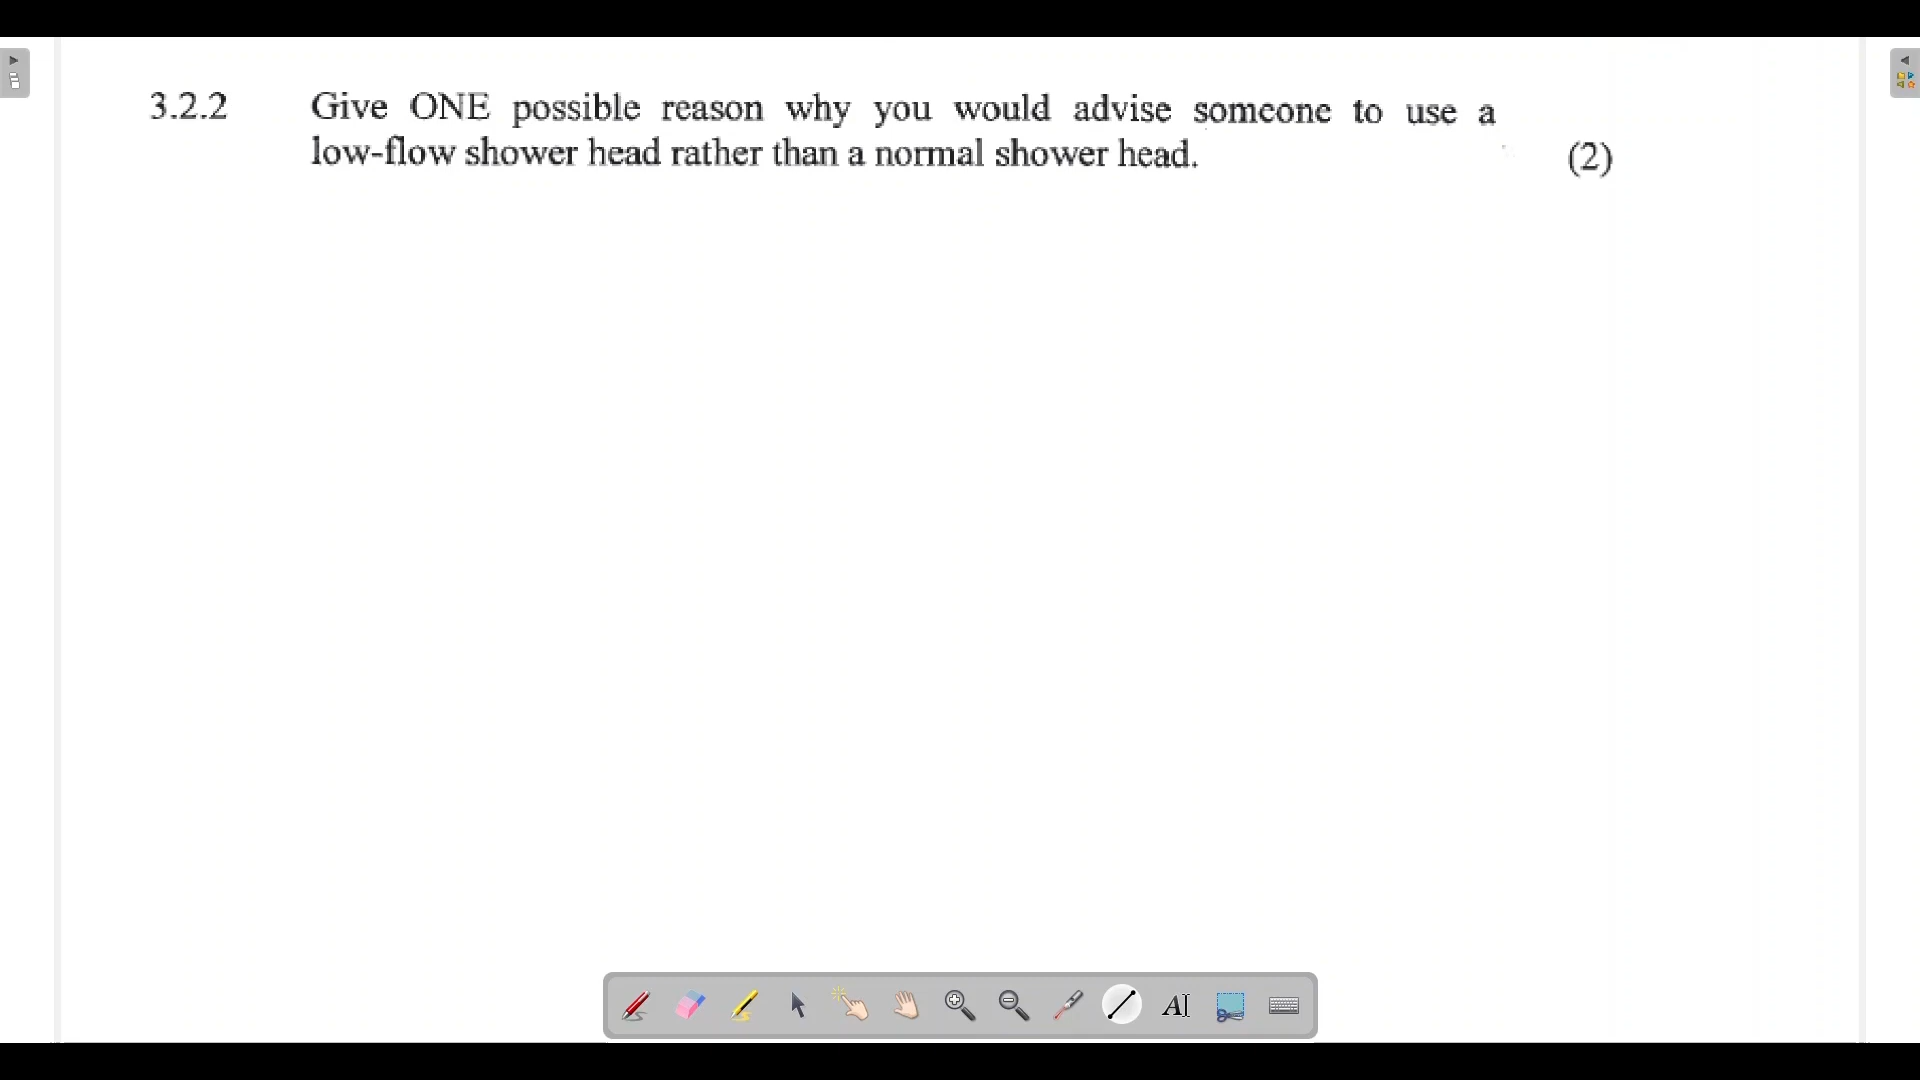 3.2.2 Give ONE possible reason why you would advise someone to use a
low-flow shower head rather than a normal shower head. (2)